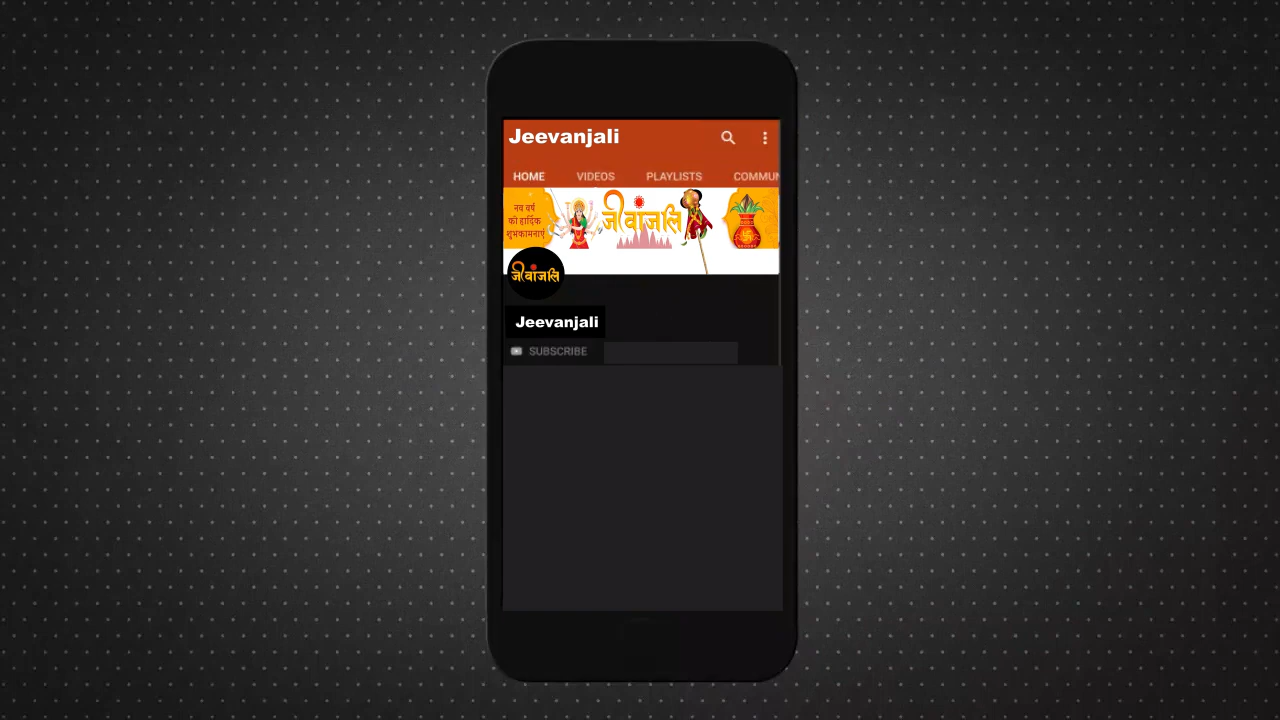 Jeevanjali
HOME VIDEOS PLAYLISTS COMMUN
नव वर्ष
की हार्दिक
शुभकामनाएं
जीवांजलि
जीवांजलि
Jeevanjali
SUBSCRIBE